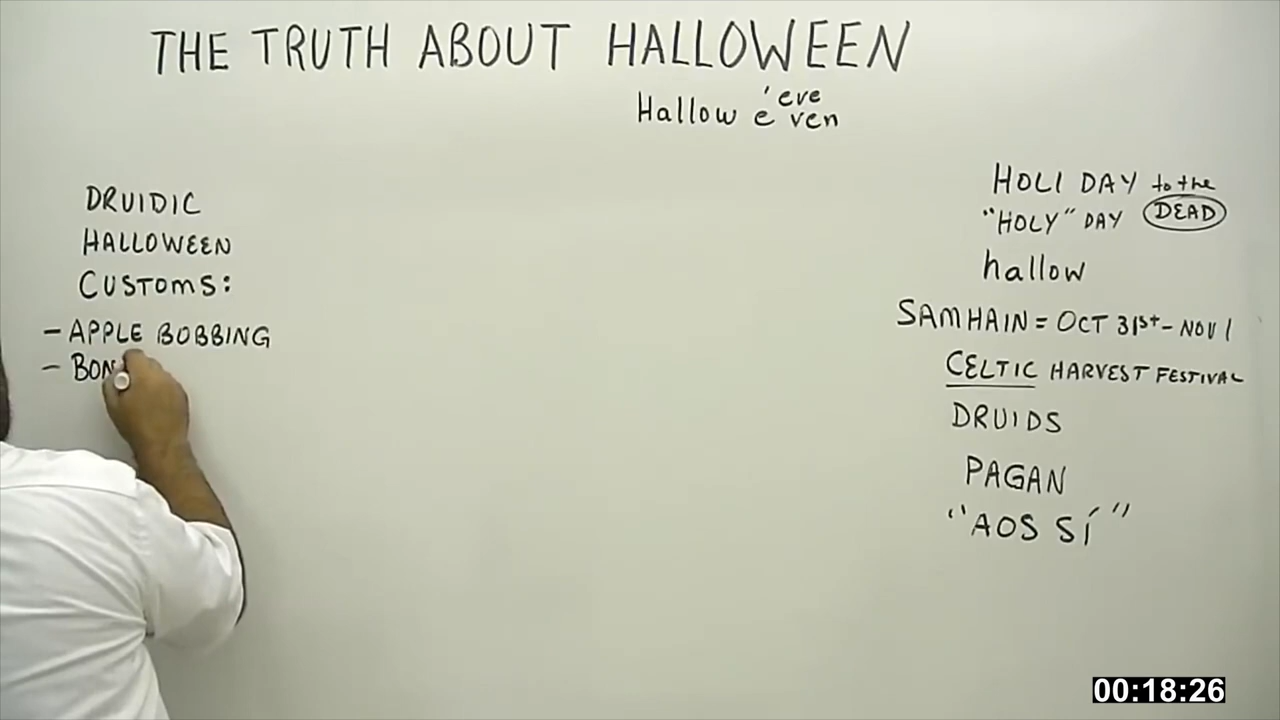 THE TRUTH ABOUT HALLOWEEN
'eve
Hallow e ven
DRUIDIC
HALLOWEEN
CUSTOMS:
- APPLE BOBBING
- BON
HOLI DAY to the
"HOLY" DAY DEAD
hallow
SAMHAIN = OCT 31st - NOV 1
CELTIC HARVEST FESTIVAL
DRUIDS
PAGAN
"AOS SÍ"
00:18:26